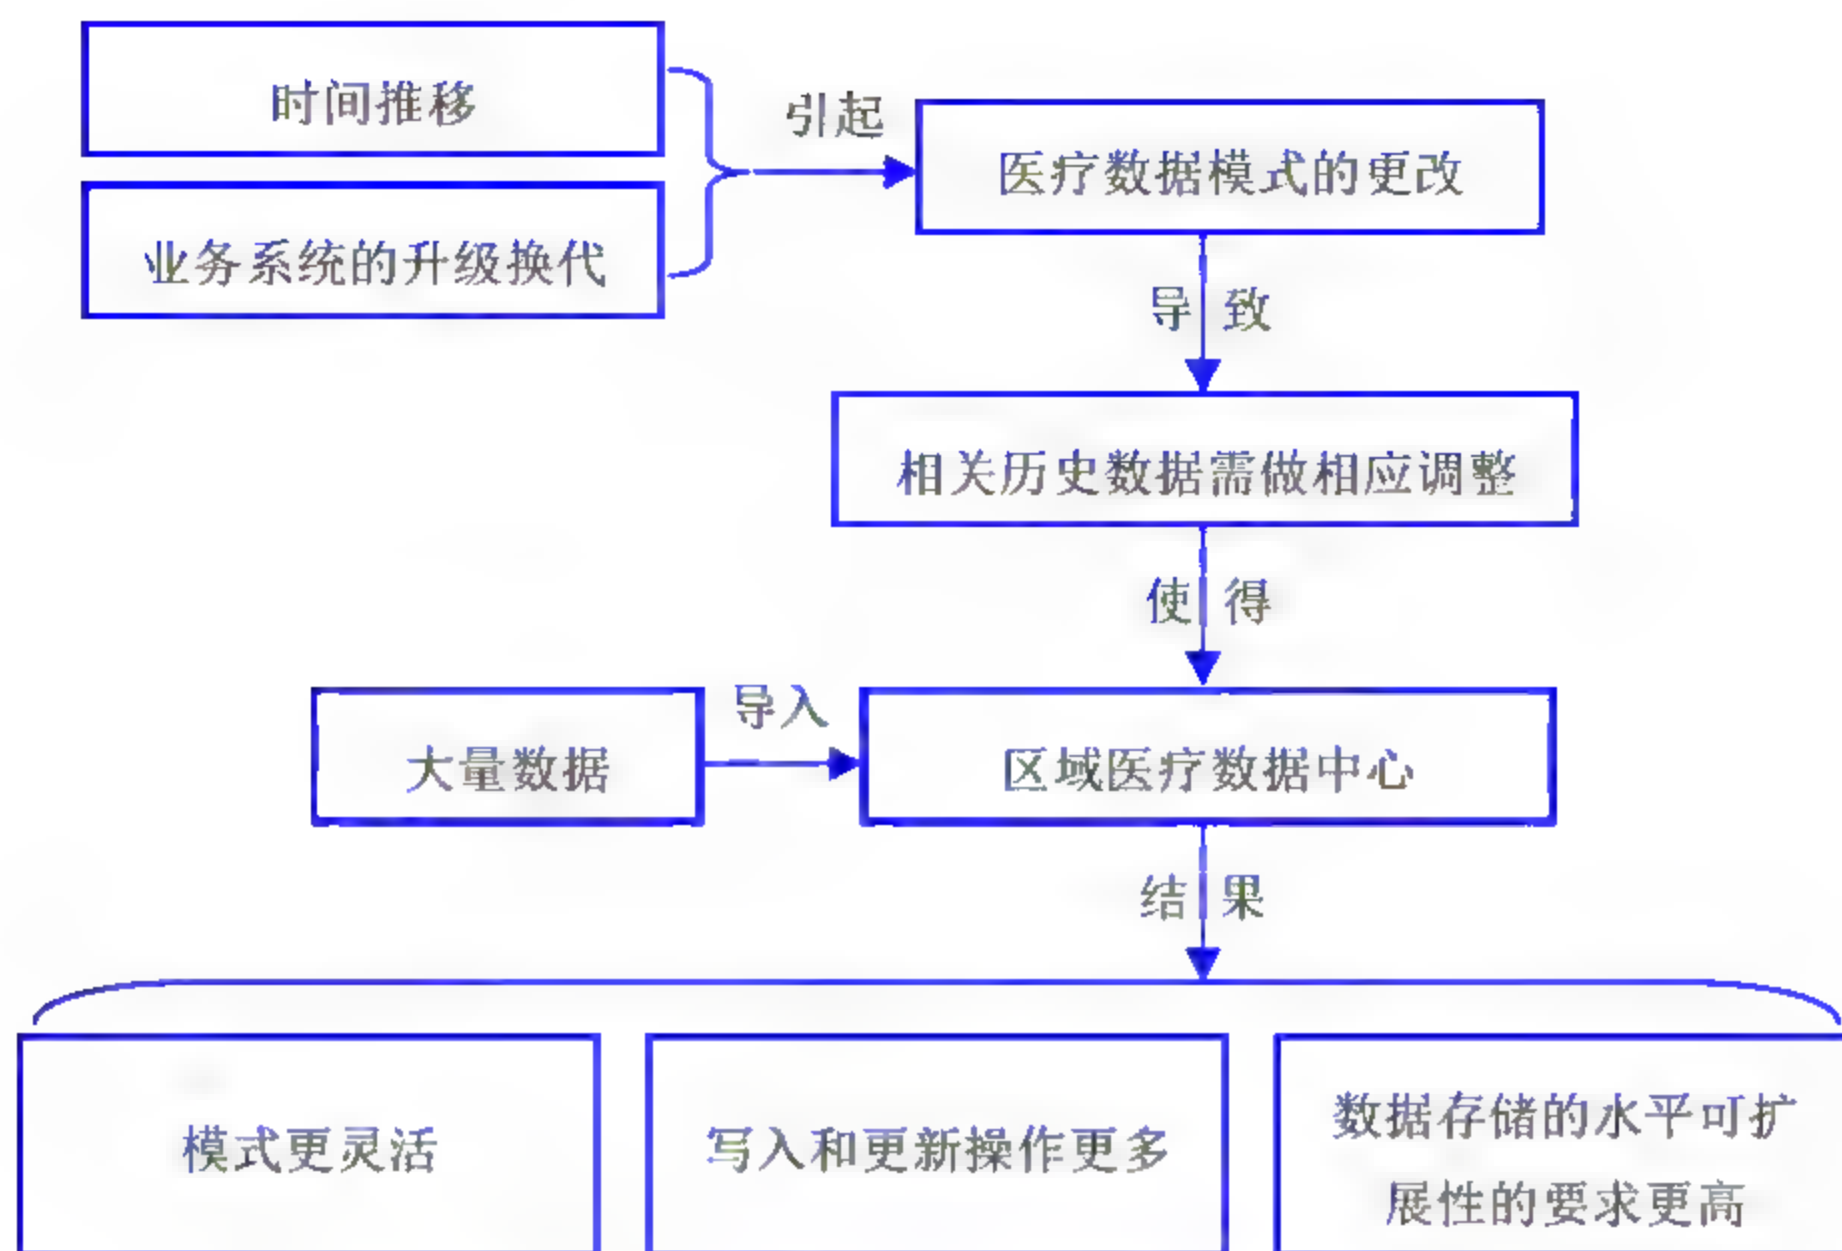 时间推移
引起
医疗数据模式的更改
业务系统的升级换代
导致
相关历史数据需做相应调整
使得
导入
大量数据
区域医疗数据中心
结果
模式更灵活
写入和更新操作更多
数据存储的水平可扩
展性的要求更高